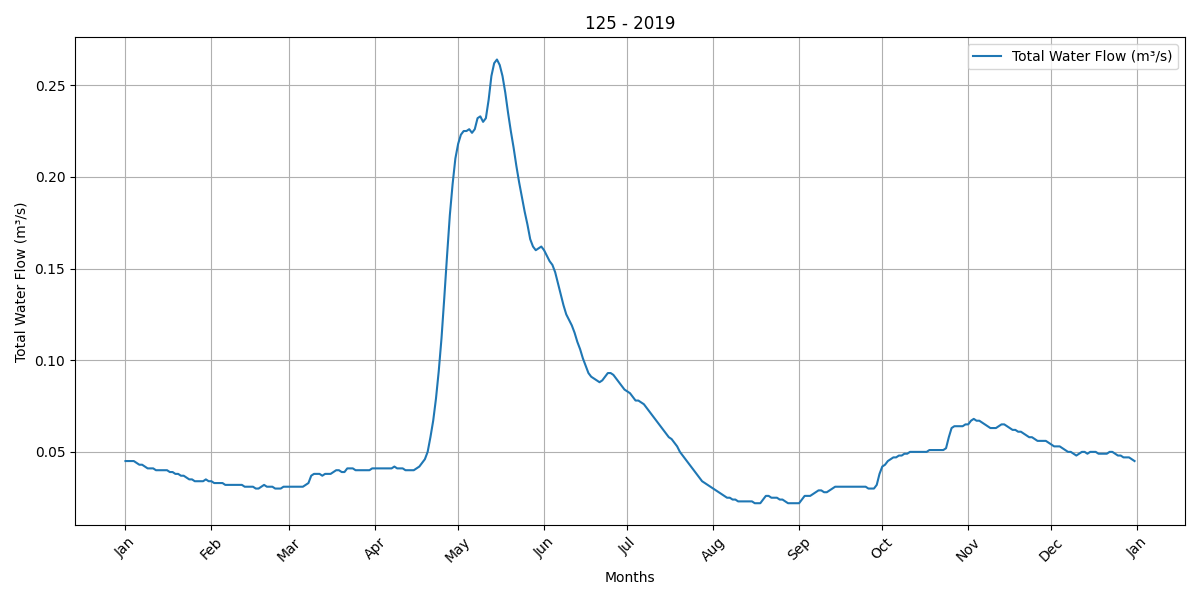 125 - 2019
Total Water Flow (m³/s)
Total Water Flow (m³/s)
0.25
0.20
0.15
0.10
0.05
Jan
Feb
Mar
Apr
May
Jun
Jul
Aug
Sep
Oct
Nov
Dec
Jan
Months